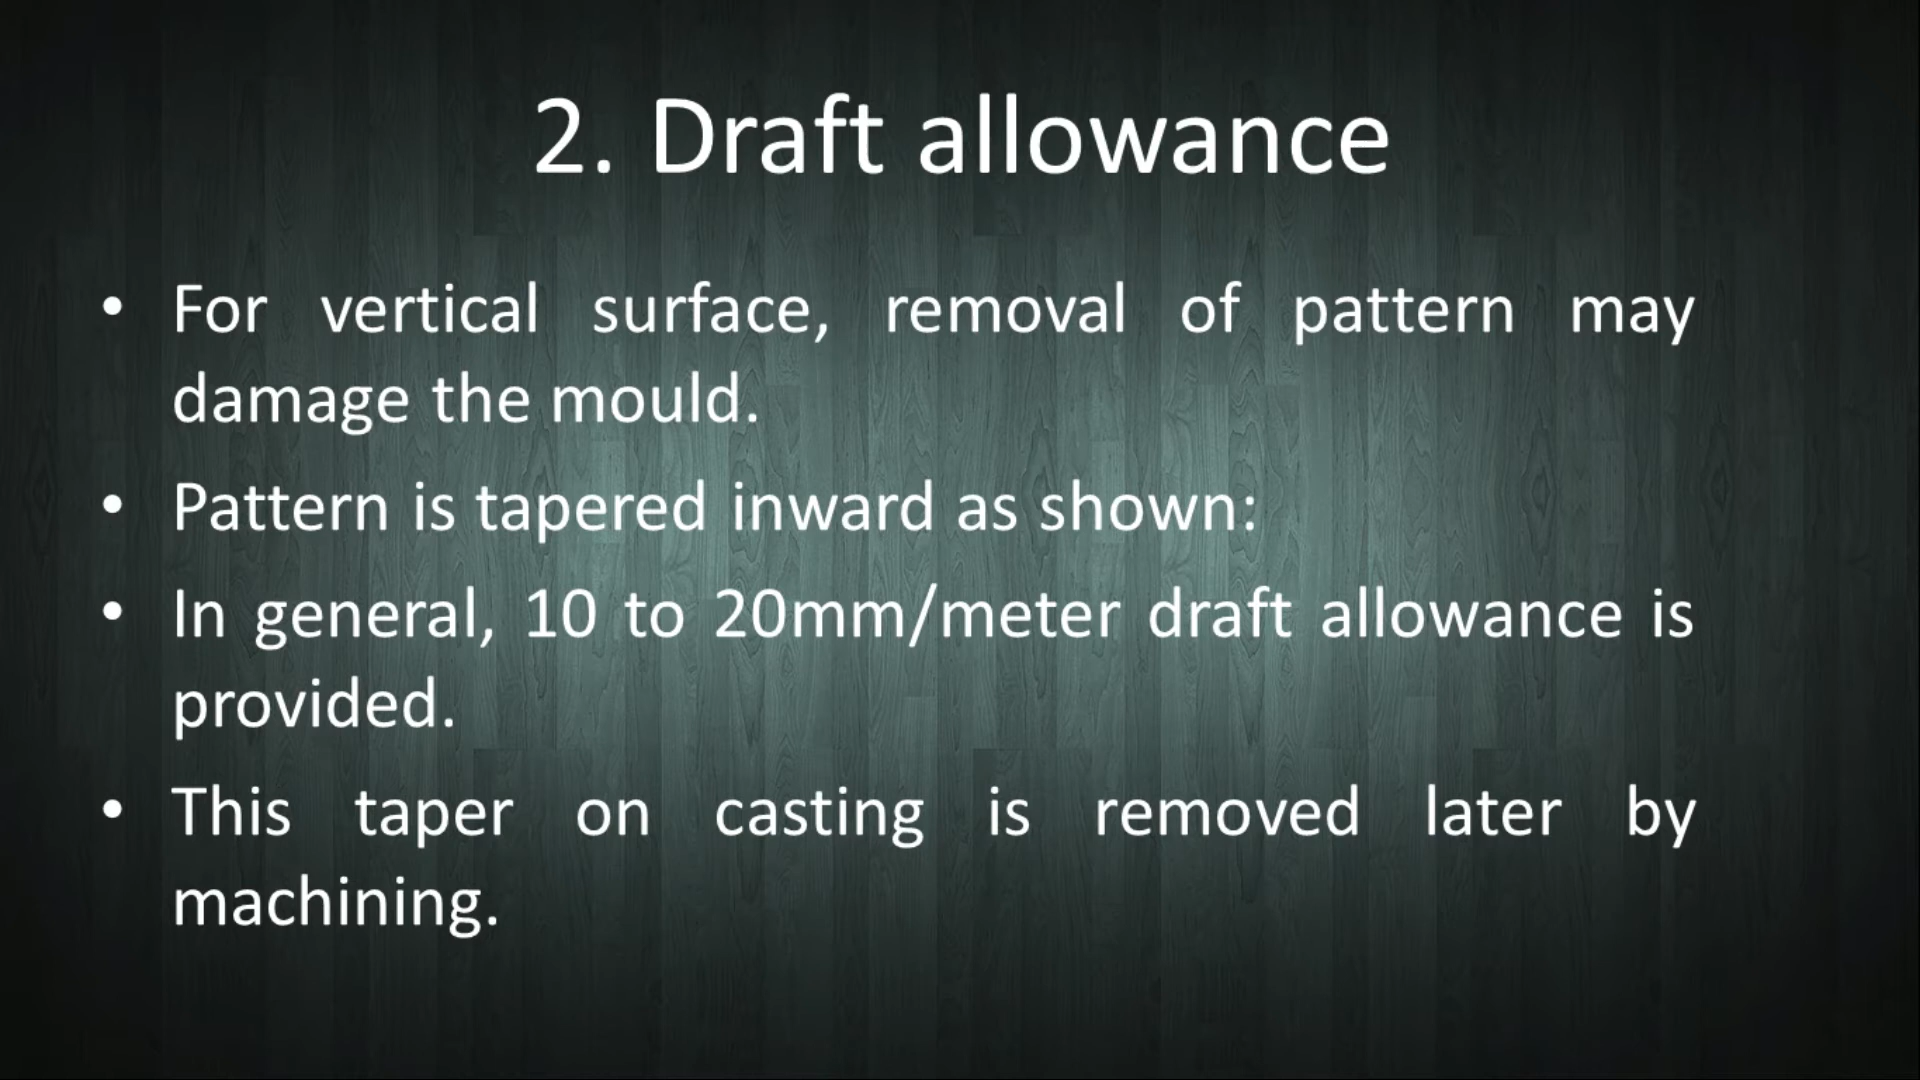 2. Draft allowance
• For vertical surface, removal of pattern may
damage the mould.
• Pattern is tapered inward as shown:
• In general, 10 to 20mm/meter draft allowance is
provided.
• This taper on casting is removed later by
machining.